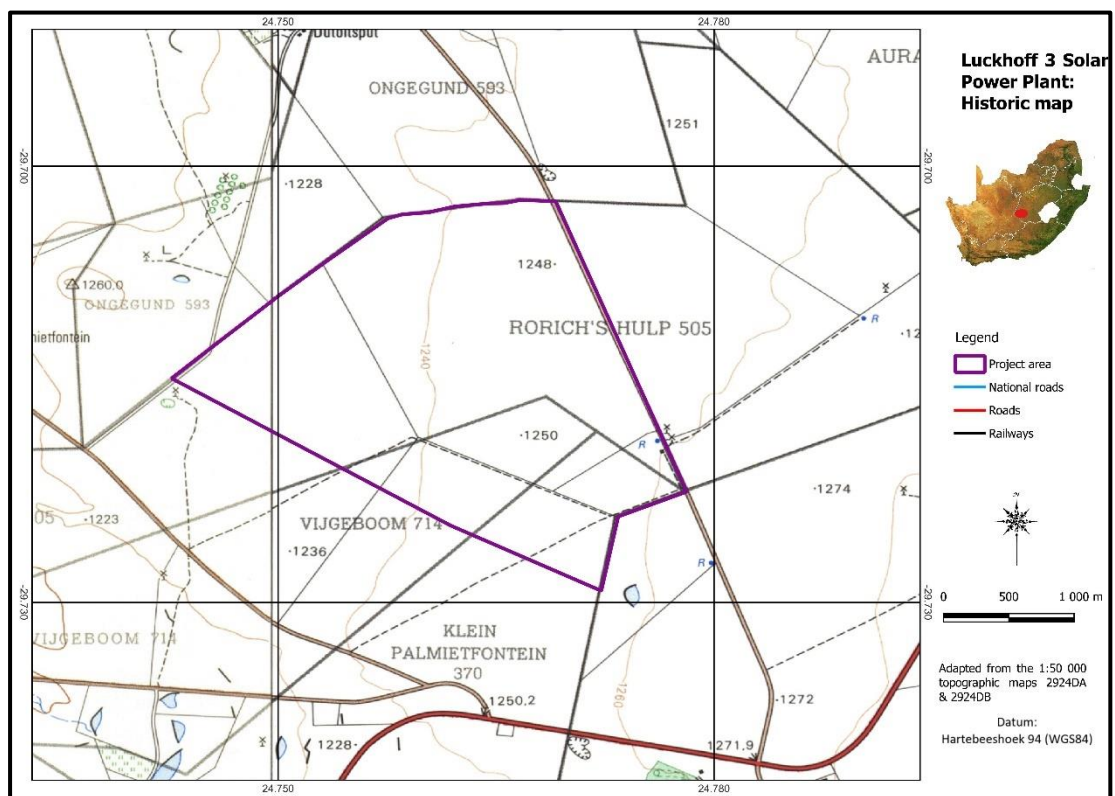 24.750
24.780
Dutoitsput
ONGEGUND 593
AURA
1251
-29.700
-29.700
1228
1248
1260,0
ONGEGUND 593
mietfontein
RORICH'S HULP 505
R
1240
1250
R
1274
05
1223
VIJGEBOOM 714
1236
R
-29.730
-29.730
VIJGEBOOM 714
KLEIN
PALMIETFONTEIN
370
1260
1250.2
1272
1228
1271,9
24.750
24.780
Luckhoff 3 Solar
Power Plant:
Historic map
Legend
Project area
National roads
Roads
Railways
N
0 500 1 000 m
Adapted from the 1:50 000
topographic maps 2924DA
& 2924DB
Datum:
Hartebeeshoek 94 (WGS84)